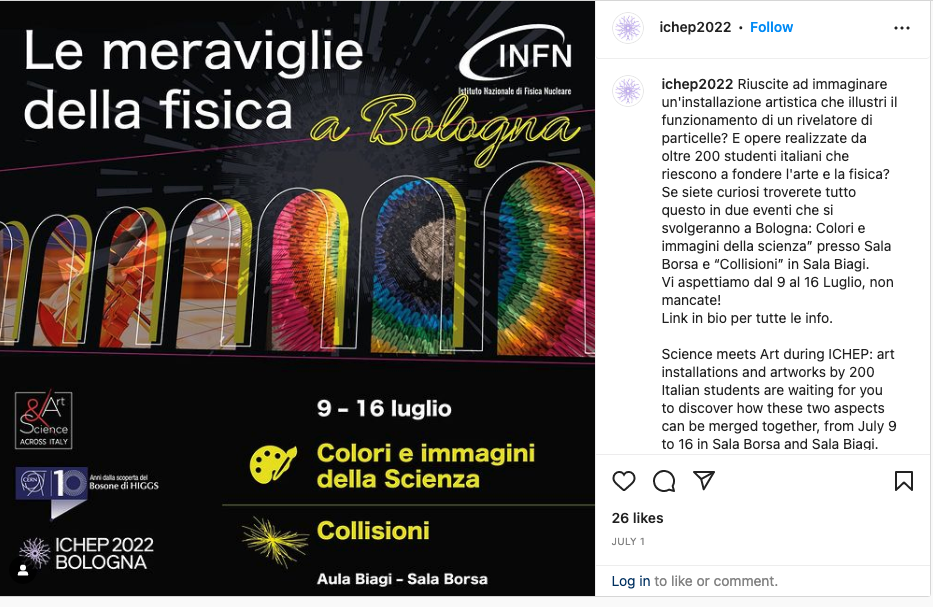 Le meraviglie
della fisica
a Bologna
INFN
Istituto Nazionale di Fisica Nucleare
&Art
Science
ACROSS ITALY
CERN
10
Anni dalla scoperta del
Bosone di HIGGS
ICHEP 2022
BOLOGNA
9 – 16 luglio
Colori e immagini
della Scienza
Collisioni
Aula Biagi – Sala Borsa
ichep2022 • Follow
ichep2022 Riuscite ad immaginare
un'installazione artistica che illustri il
funzionamento di un rivelatore di
particelle? E opere realizzate da
oltre 200 studenti italiani che
riescono a fondere l'arte e la fisica?
Se siete curiosi troverete tutto
questo in due eventi che si
svolgeranno a Bologna: Colori e
immagini della scienza” presso Sala
Borsa e “Collisioni” in Sala Biagi.
Vi aspettiamo dal 9 al 16 Luglio, non
mancate!
Link in bio per tutte le info.
Science meets Art during ICHEP: art
installations and artworks by 200
Italian students are waiting for you
to discover how these two aspects
can be merged together, from July 9
to 16 in Sala Borsa and Sala Biagi.
26 likes
JULY 1
Log in to like or comment.